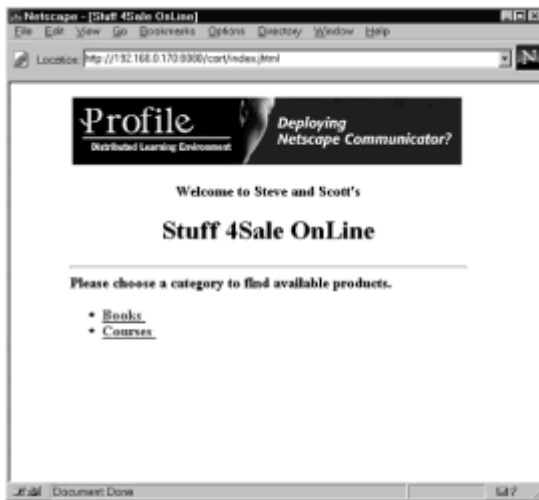 Netscape - [Stuff 4Sale OnLine]
File Edit View Go Bookmarks Options Directory Window Help
Location: http://192.168.0.170:8080/cart/index.jhtml
N
Profile
Distributed Learning Environment
Deploying
Netscape Communicator?
Welcome to Steve and Scott's
Stuff 4Sale OnLine
Please choose a category to find available products.
• Books
• Courses
Document Done